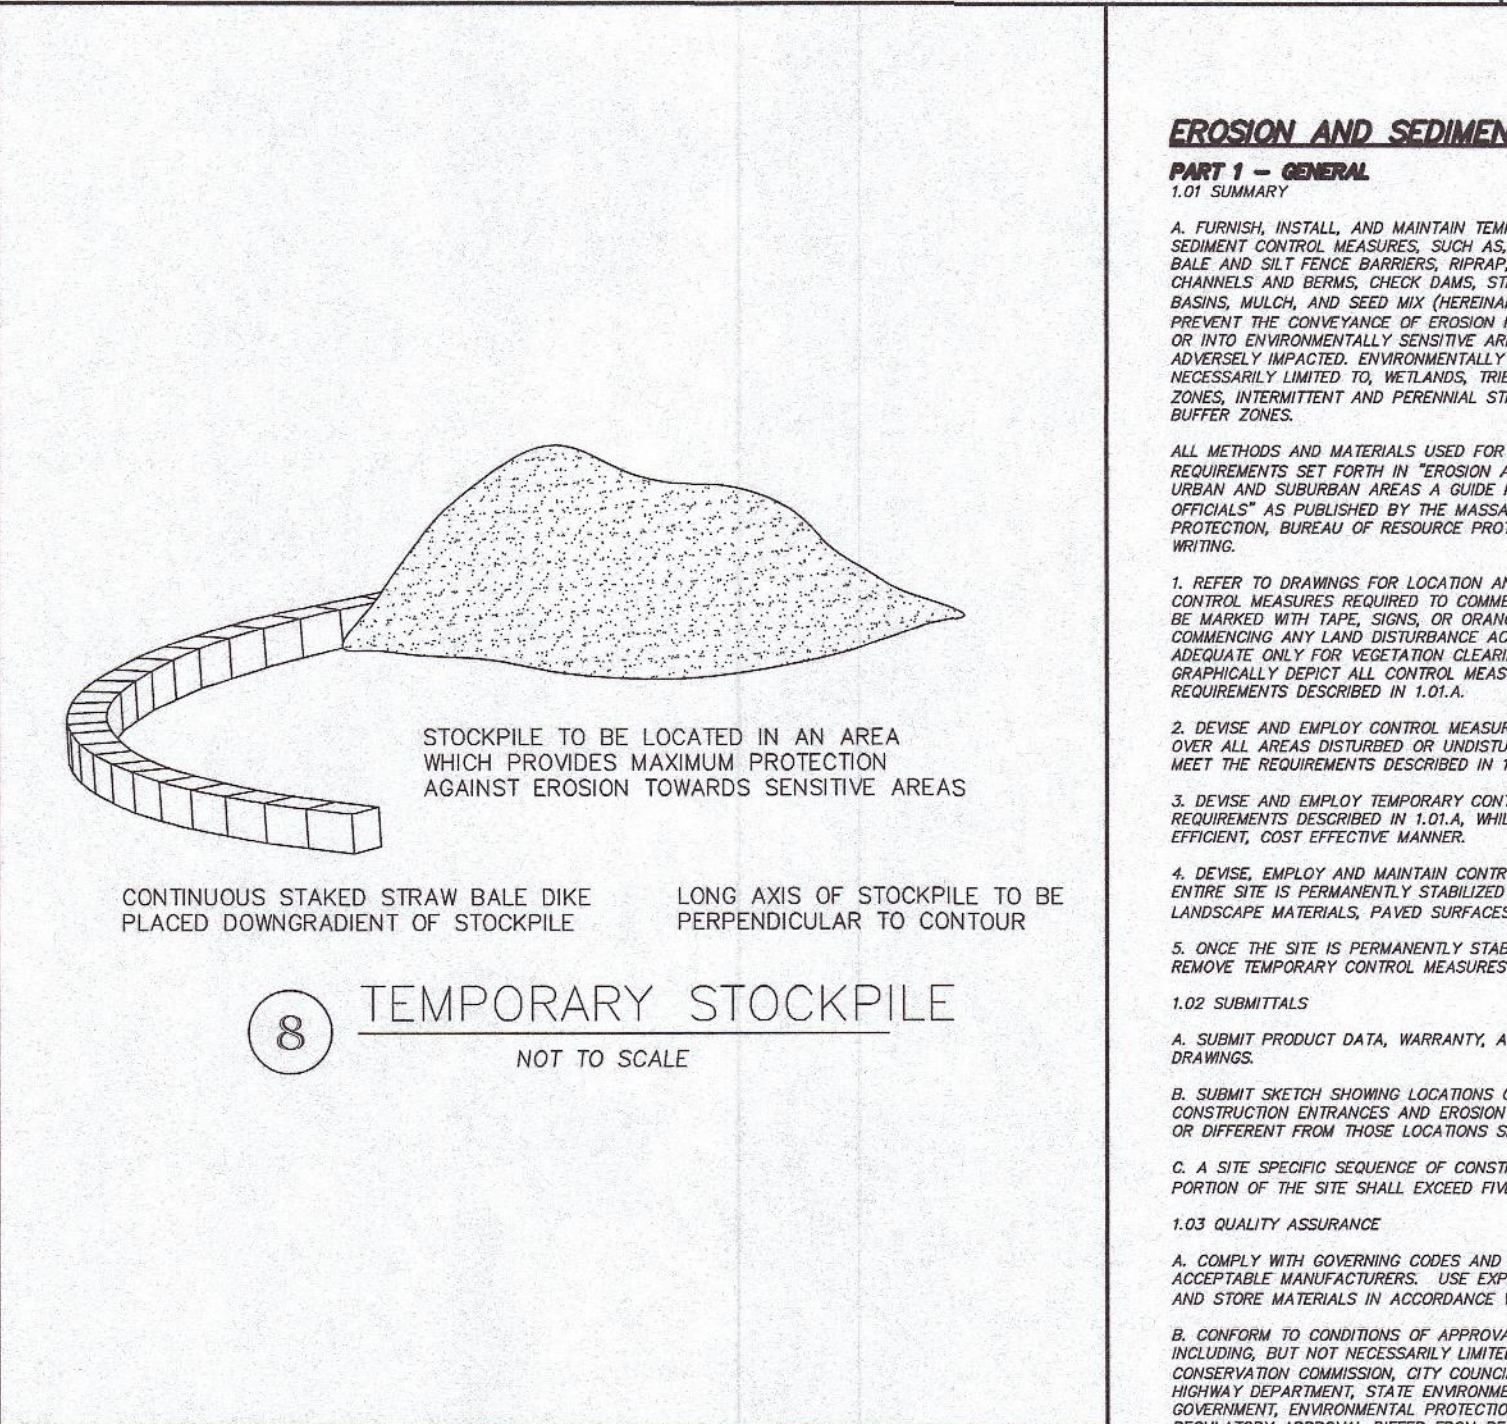 STOCKPILE TO BE LOCATED IN AN AREA
WHICH PROVIDES MAXIMUM PROTECTION
AGAINST EROSION TOWARDS SENSITIVE AREAS
CONTINUOUS STAKED STRAW BALE DIKE
PLACED DOWNGRADIENT OF STOCKPILE
LONG AXIS OF STOCKPILE TO BE
PERPENDICULAR TO CONTOUR
8
TEMPORARY STOCKPILE
NOT TO SCALE
EROSION AND SEDIMEN
PART 1 - GENERAL
1.01 SUMMARY
A. FURNISH, INSTALL, AND MAINTAIN TEM
SEDIMENT CONTROL MEASURES, SUCH AS,
BALE AND SILT FENCE BARRIERS, RIPRAP,
CHANNELS AND BERMS, CHECK DAMS, ST
BASINS, MULCH, AND SEED MIX (HEREINA
PREVENT THE CONVEYANCE OF EROSION
OR INTO ENVIRONMENTALLY SENSITIVE AR
ADVERSELY IMPACTED. ENVIRONMENTALLY
NECESSARILY LIMITED TO, WETLANDS, TRI
ZONES, INTERMITTENT AND PERENNIAL ST
BUFFER ZONES.
ALL METHODS AND MATERIALS USED FOR
REQUIREMENTS SET FORTH IN "EROSION A
URBAN AND SUBURBAN AREAS A GUIDE
OFFICIALS" AS PUBLISHED BY THE MASSA
PROTECTION, BUREAU OF RESOURCE PROT
WRITING.
1. REFER TO DRAWINGS FOR LOCATION AN
CONTROL MEASURES REQUIRED TO COMME
BE MARKED WITH TAPE, SIGNS, OR ORANG
COMMENCING ANY LAND DISTURBANCE AC
ADEQUATE ONLY FOR VEGETATION CLEARI
GRAPHICALLY DEPICT ALL CONTROL MEAS
REQUIREMENTS DESCRIBED IN 1.01.A.
2. DEVISE AND EMPLOY CONTROL MEASUR
OVER ALL AREAS DISTURBED OR UNDISTU
MEET THE REQUIREMENTS DESCRIBED IN 1
3. DEVISE AND EMPLOY TEMPORARY CONT
REQUIREMENTS DESCRIBED IN 1.01.A, WHIL
EFFICIENT, COST EFFECTIVE MANNER.
4. DEVISE, EMPLOY AND MAINTAIN CONTR
ENTIRE SITE IS PERMANENTLY STABILIZED
LANDSCAPE MATERIALS, PAVED SURFACES
5. ONCE THE SITE IS PERMANENTLY STAB
REMOVE TEMPORARY CONTROL MEASURES
1.02 SUBMITTALS
A. SUBMIT PRODUCT DATA, WARRANTY, A
DRAWINGS.
B. SUBMIT SKETCH SHOWING LOCATIONS
CONSTRUCTION ENTRANCES AND EROSION
OR DIFFERENT FROM THOSE LOCATIONS S
C. A SITE SPECIFIC SEQUENCE OF CONST
PORTION OF THE SITE SHALL EXCEED FIV
1.03 QUALITY ASSURANCE
A. COMPLY WITH GOVERNING CODES AND
ACCEPTABLE MANUFACTURERS. USE EXP
AND STORE MATERIALS IN ACCORDANCE
B. CONFORM TO CONDITIONS OF APPROVA
INCLUDING, BUT NOT NECESSARILY LIMITE
CONSERVATION COMMISSION, CITY COUNCI
HIGHWAY DEPARTMENT, STATE ENVIRONME
GOVERNMENT, ENVIRONMENTAL PROTECTIO